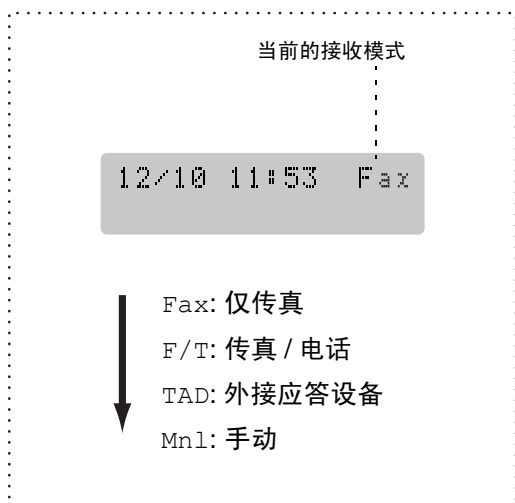 当前的接收模式
12/10 11:53 Fax
Fax: 仅传真
F/T: 传真 / 电话
TAD: 外接应答设备
Mnl: 手动